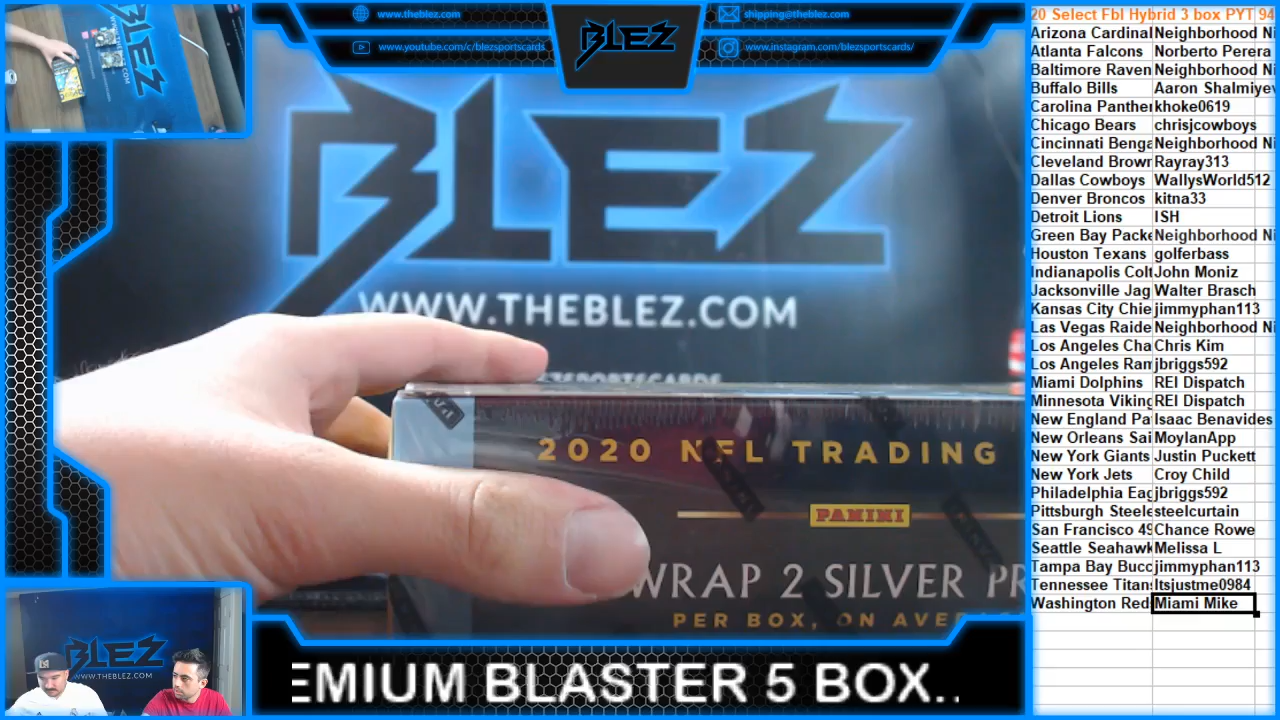 www.theblez.com
shipping@theblez.com
www.youtube.com/c/blezsportscards
www.instagram.com/blezsportscards/
BLEZ
BLEZ
WWW.THEBLEZ.COM
2020 NFL TRADING
PANINI
WRAP 2 SILVER PR
PER BOX, ON AVE
BLEZ
WWW.THEBLEZ.COM
EMIUM BLASTER 5 BOX..
20 Select Fbl Hybrid 3 box PYT 94
Arizona Cardinal Neighborhood Ni
Atlanta Falcons Norberto Perera
Baltimore Raven Neighborhood Ni
Buffalo Bills Aaron Shalmiyev
Carolina Panther khoke0619
Chicago Bears chrisjcowboys
Cincinnati Benga Neighborhood Ni
Cleveland Brown Rayray313
Dallas Cowboys WallysWorld512
Denver Broncos kitna33
Detroit Lions ISH
Green Bay Packe Neighborhood Ni
Houston Texans golferbass
Indianapolis Colt John Moniz
Jacksonville Jag Walter Brasch
Kansas City Chie jimmyphan113
Las Vegas Raide Neighborhood Ni
Los Angeles Cha Chris Kim
Los Angeles Ram jbriggs592
Miami Dolphins REI Dispatch
Minnesota Viking REI Dispatch
New England Pa Isaac Benavides
New Orleans Sai MoylanApp
New York Giants Justin Puckett
New York Jets Croy Child
Philadelphia Eag jbriggs592
Pittsburgh Steele steelcurtain
San Francisco 49 Chance Rowe
Seattle Seahawk Melissa L
Tampa Bay Bucc jimmyphan113
Tennessee Titan Itsjustme0984
Washington Red Miami Mike